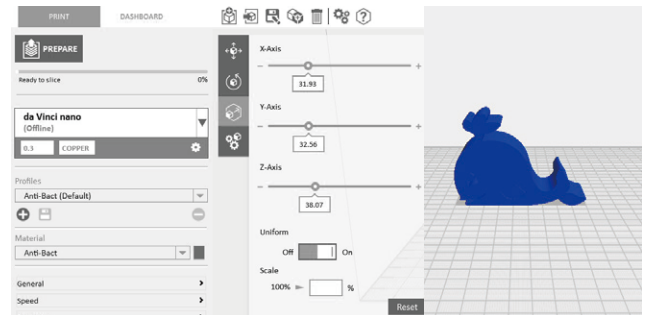 PRINT
DASHBOARD
PREPARE
Ready to slice
0%
da Vinci nano
(Offline)
0.3
COPPER
Profiles
Anti-Bact (Default)
Material
Anti-Bact
General
Speed
X-Axis
- +
31.93
Y-Axis
- +
32.56
Z-Axis
- +
38.07
Uniform
Off On
Scale
100% %
Reset